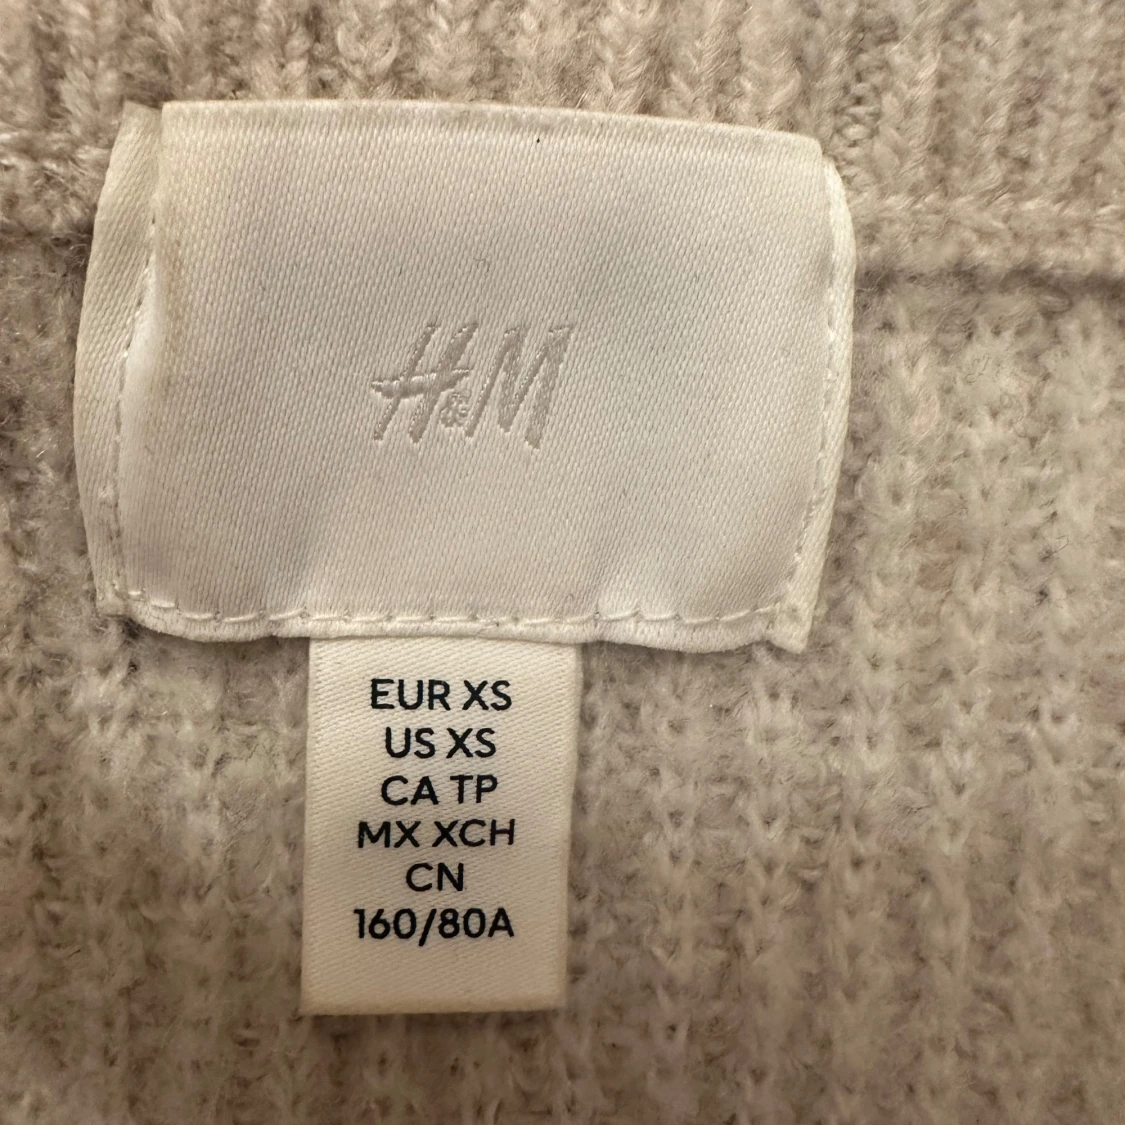 H&M
EUR XS
US XS
CA TP
MX XCH
CN
160/80A